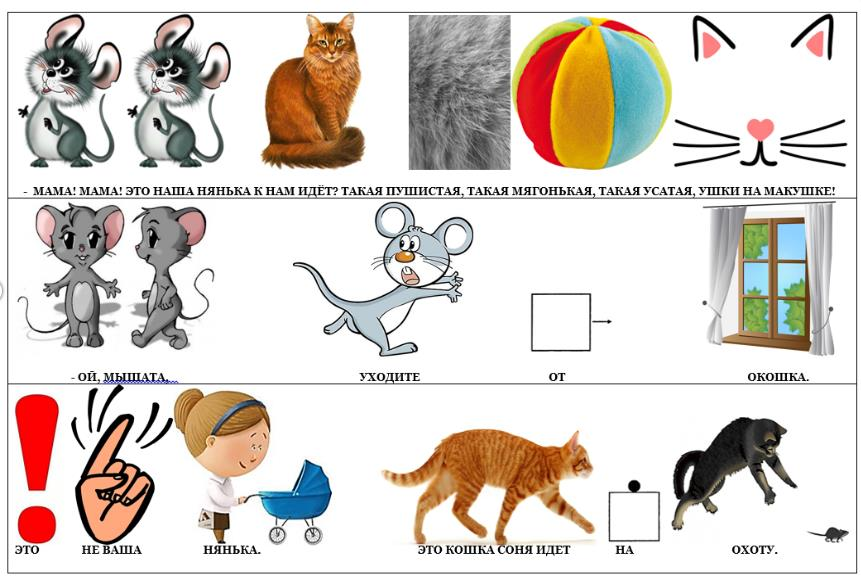 - МАМА! МАМА! ЭТО НАША НЯНЬКА К НАМ ИДЁТ? ТАКАЯ ПУШИСТАЯ, ТАКАЯ МЯГОНЬКАЯ, ТАКАЯ УСАТАЯ, УШКИ НА МАКУШКЕ!
- ОЙ, МЫШАТА, УХОДИТЕ ОТ ОКОШКА.
ЭТО НЕ ВАША НЯНЬКА. ЭТО КОШКА СОНЯ ИДЕТ НА ОХОТУ.